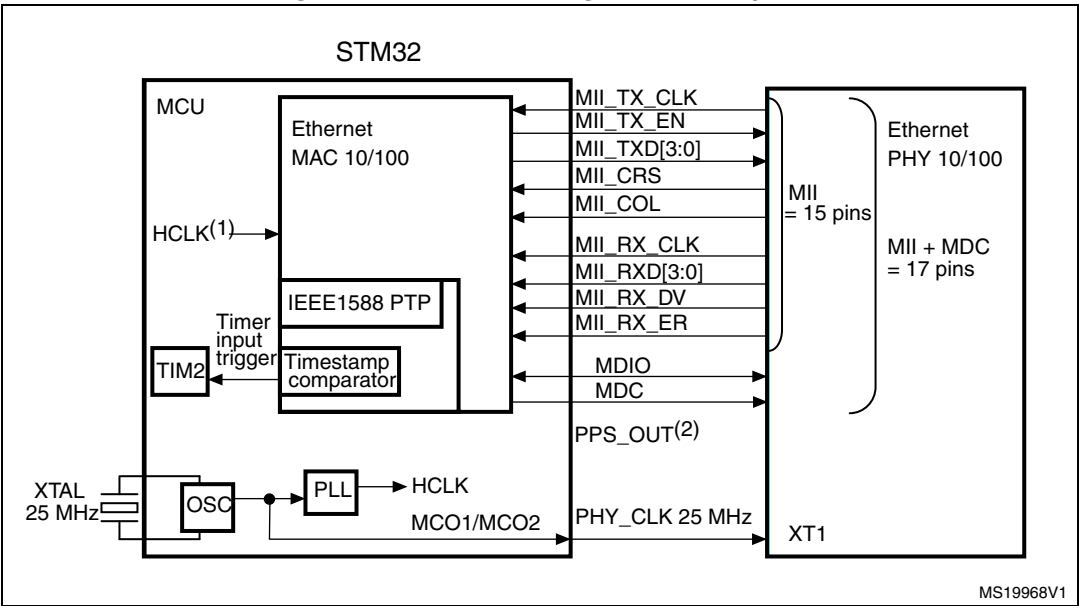 STM32
MCU
Ethernet
MAC 10/100
HCLK(1)
IEEE1588 PTP
Timer
input
trigger
Timestamp
comparator
TIM2
XTAL
25 MHz
OSC
PLL
HCLK
MCO1/MCO2
MII_TX_CLK
MII_TX_EN
MII_TXD[3:0]
MII_CRS
MII_COL
MII_RX_CLK
MII_RXD[3:0]
MII_RX_DV
MII_RX_ER
MDIO
MDC
PPS_OUT(2)
PHY_CLK 25 MHz
MII
= 15 pins
Ethernet
PHY 10/100
MII + MDC
= 17 pins
XT1
MS19968V1